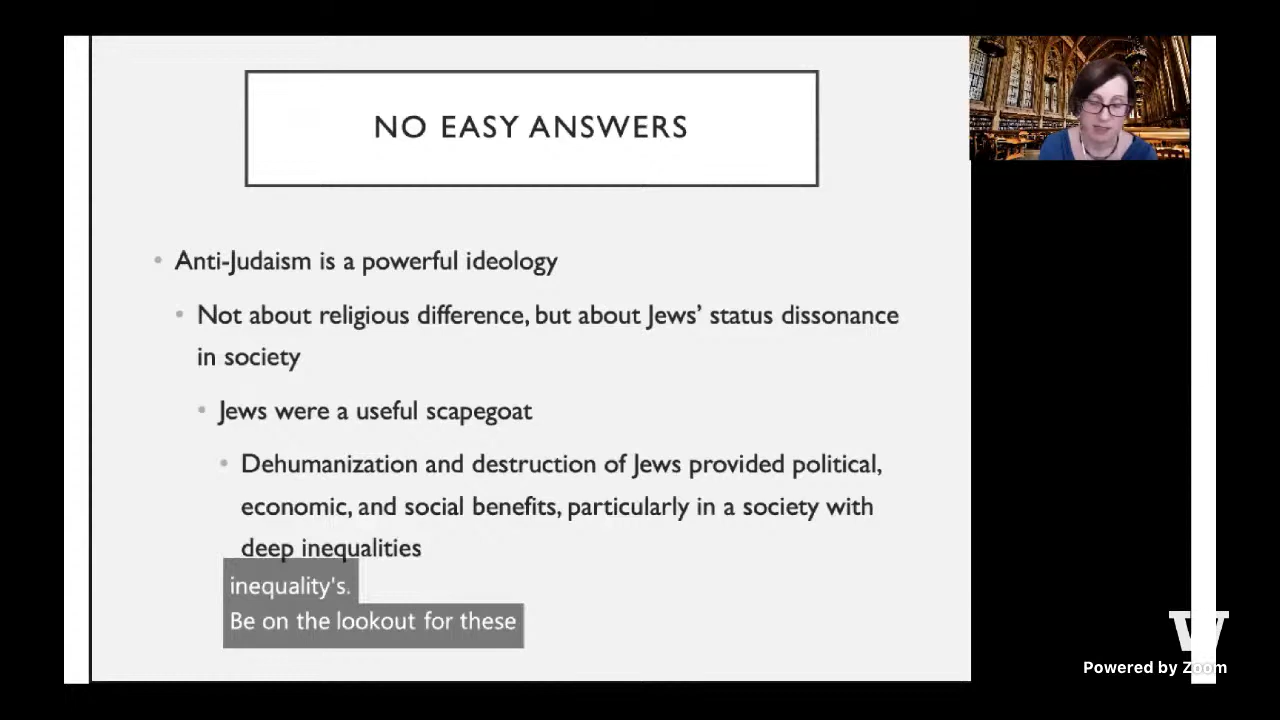 NO EASY ANSWERS
• Anti-Judaism is a powerful ideology
• Not about religious difference, but about Jews’ status dissonance
in society
• Jews were a useful scapegoat
• Dehumanization and destruction of Jews provided political,
economic, and social benefits, particularly in a society with
deep inequalities
inequality's.
Be on the lookout for these
W
Powered by Zoom